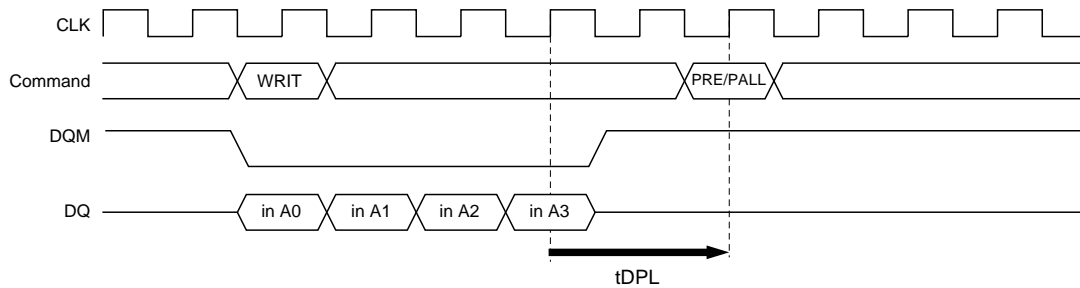 CLK
Command WRIT PRE/PALL
DQM
DQ in A0 in A1 in A2 in A3
tDPL